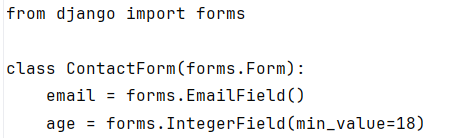 from django import forms

class ContactForm(forms.Form):
    email = forms.EmailField()
    age = forms.IntegerField(min_value=18)